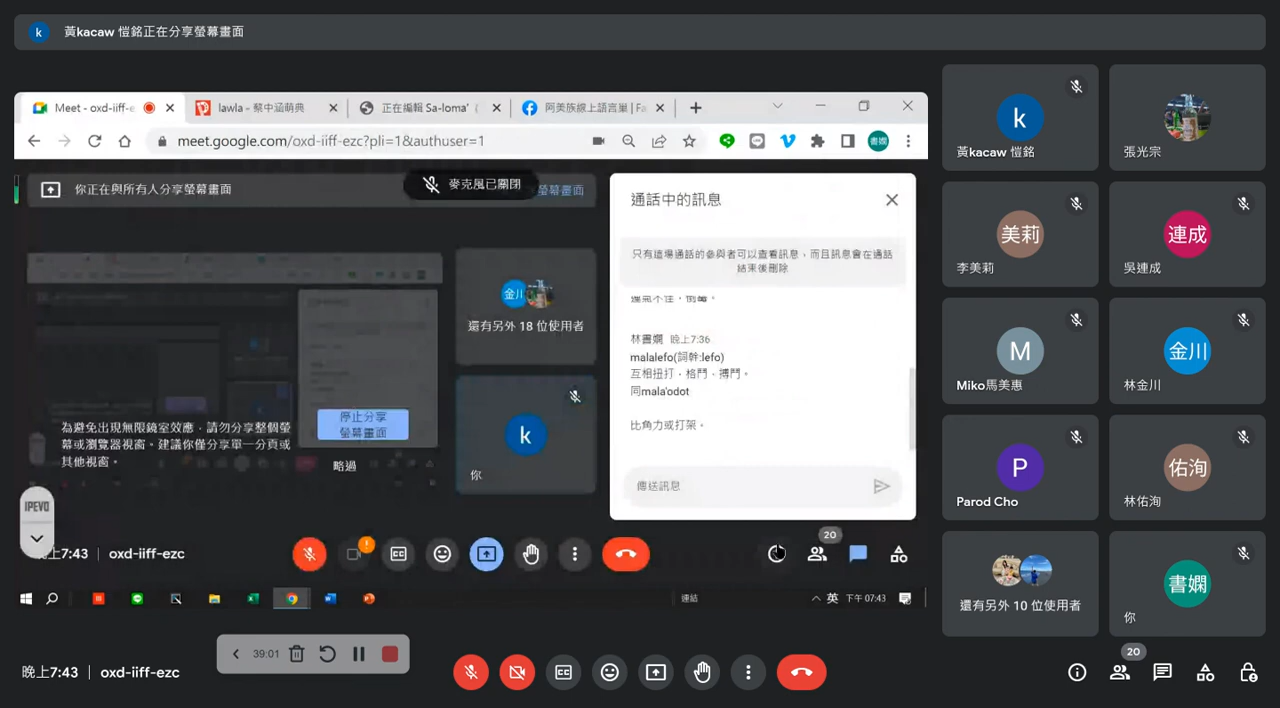 k
黃kacaw 愷銘正在分享螢幕畫面
Meet - oxd-iiff-e
lawla - 蔡中涵萌典
正在編輯 Sa-loma’ (
阿美族線上語言巢 | Fa
meet.google.com/oxd-iiff-ezc?pli=1&authuser=1
書嫻
你正在與所有人分享螢幕畫面
麥克風已關閉
螢幕畫面
為避免出現無限鏡室效應，請勿分享整個螢
幕或瀏覽器視窗。建議你僅分享單一分頁或
其他視窗。
停止分享
螢幕畫面
略過
金川
還有另外 18 位使用者
k
你
通話中的訊息
只有這場通話的參與者可以查看訊息，而且訊息會在通話
結束後刪除
林書嫻 晚上7:36
malalefo(詞幹:lefo)
互相扭打，格鬥、搏鬥。
同mala'odot
比角力或打架。
傳送訊息
IPEVO
上7:43 | oxd-iiff-ezc
20
連結
英
下午 07:43
39:01
晚上7:43 | oxd-iiff-ezc
20
k
黃kacaw 愷銘
張光宗
美莉
李美莉
連成
吳連成
M
Miko馬美惠
金川
林金川
P
Parod Cho
佑洵
林佑洵
還有另外 10 位使用者
書嫻
你